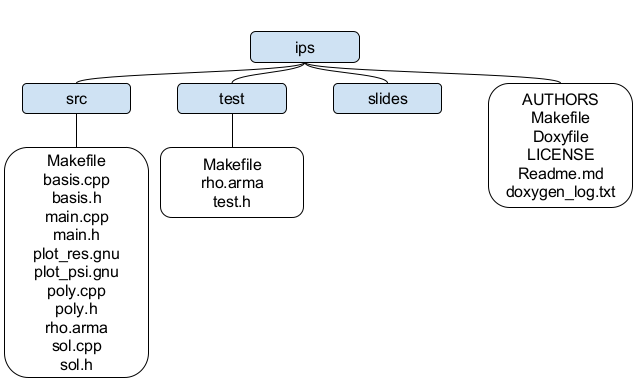 ips
src
test
slides
AUTHORS
Makefile
Doxyfile
LICENSE
Readme.md
doxygen_log.txt
Makefile
basis.cpp
basis.h
main.cpp
main.h
plot_res.gnu
plot_psi.gnu
poly.cpp
poly.h
rho.arma
sol.cpp
sol.h
Makefile
rho.arma
test.h